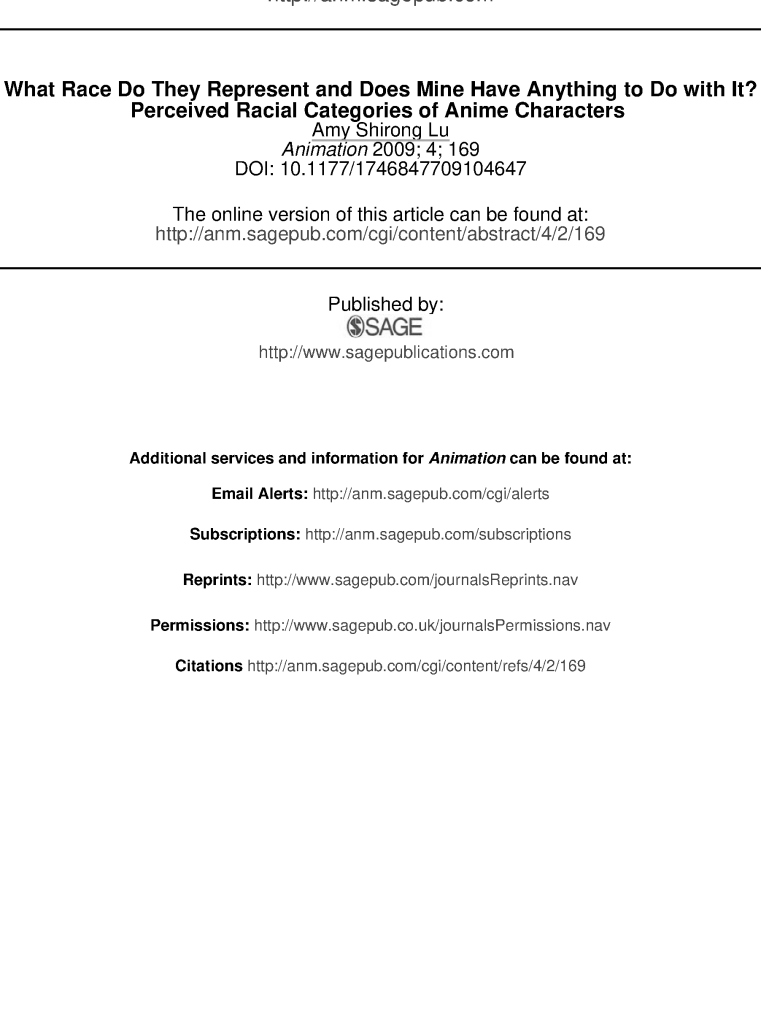 http://anm.sagepub.com
What Race Do They Represent and Does Mine Have Anything to Do with It?
Perceived Racial Categories of Anime Characters
Amy Shirong Lu
Animation 2009; 4; 169
DOI: 10.1177/1746847709104647
The online version of this article can be found at:
http://anm.sagepub.com/cgi/content/abstract/4/2/169
Published by:
SAGE
http://www.sagepublications.com
Additional services and information for Animation can be found at:
Email Alerts: http://anm.sagepub.com/cgi/alerts
Subscriptions: http://anm.sagepub.com/subscriptions
Reprints: http://www.sagepub.com/journalsReprints.nav
Permissions: http://www.sagepub.co.uk/journalsPermissions.nav
Citations http://anm.sagepub.com/cgi/content/refs/4/2/169